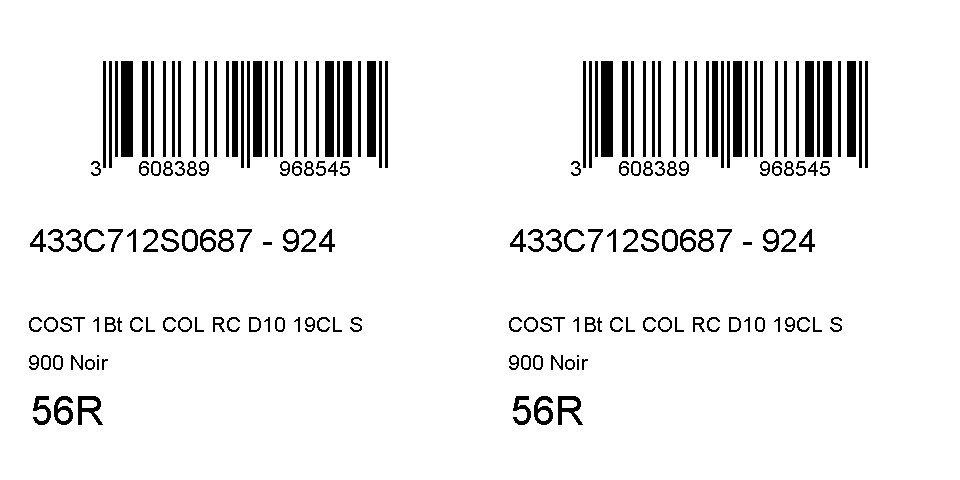 3 608389 968545
433C712S0687 - 924
COST 1Bt CL COL RC D10 19CL S
900 Noir
56R
3 608389 968545
433C712S0687 - 924
COST 1Bt CL COL RC D10 19CL S
900 Noir
56R